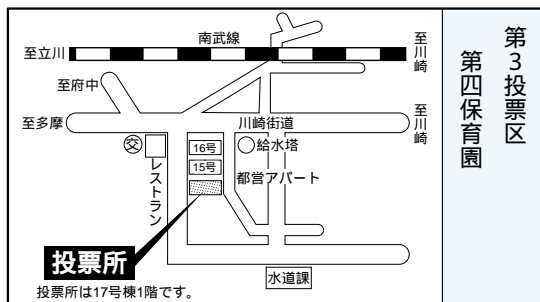 第3投票区
第四保育園
南武線
至立川
至川崎
至府中
至多摩
川崎街道
至川崎
交
16号
給水塔
15号
都営アパート
レストラン
投票所
水道課
投票所は17号棟1階です。